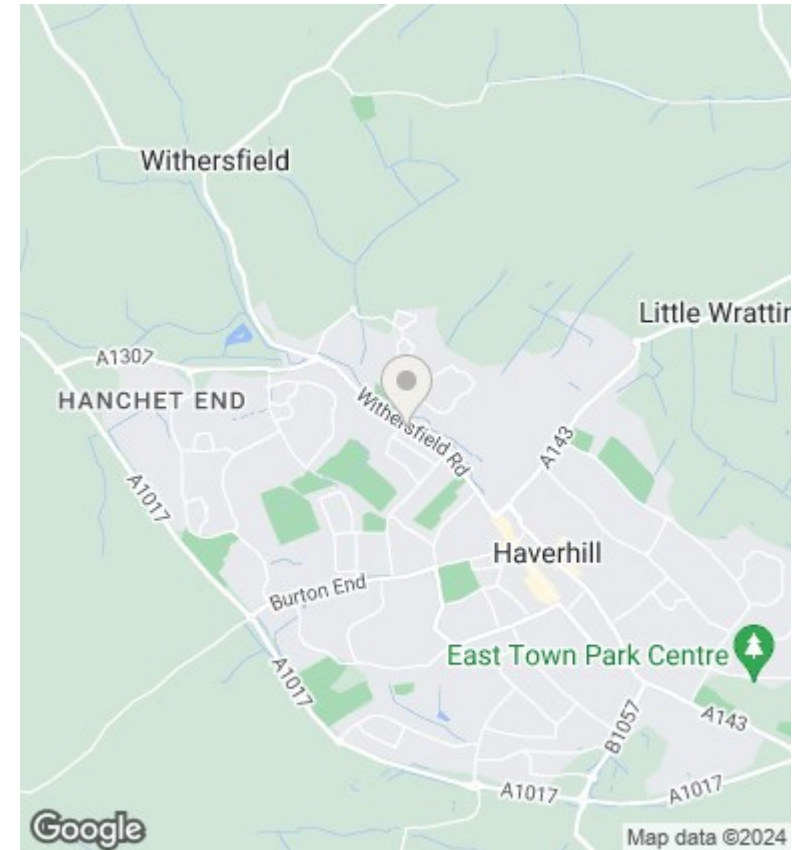 Withersfield
Little Wrattin
A1307
HANCHET END
Withersfield Rd
A143
A1017
Haverhill
Burton End
East Town Park Centre
A1017
A143
B1057
A1017
A1017
Google
Map data ©2024